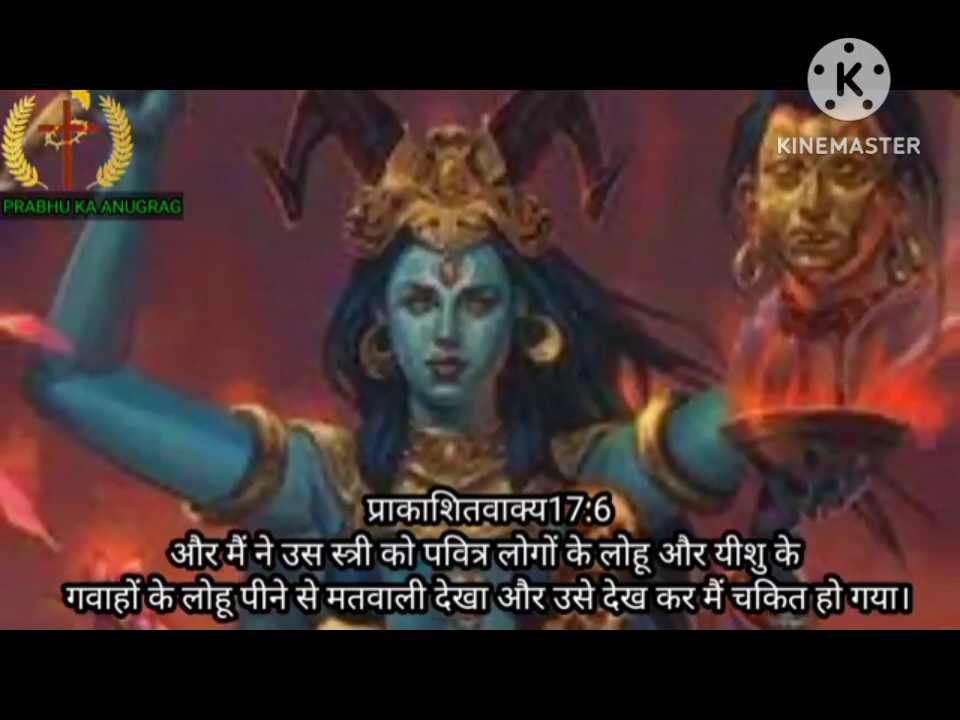 KINEMASTER
PRABHU KA ANUGRAG
प्राकाशितवाक्य17:6
और मैं ने उस स्त्री को पवित्र लोगों के लोहू और यीशु के
गवाहों के लोहू पीने से मतवाली देखा और उसे देख कर मैं चकित हो गया।